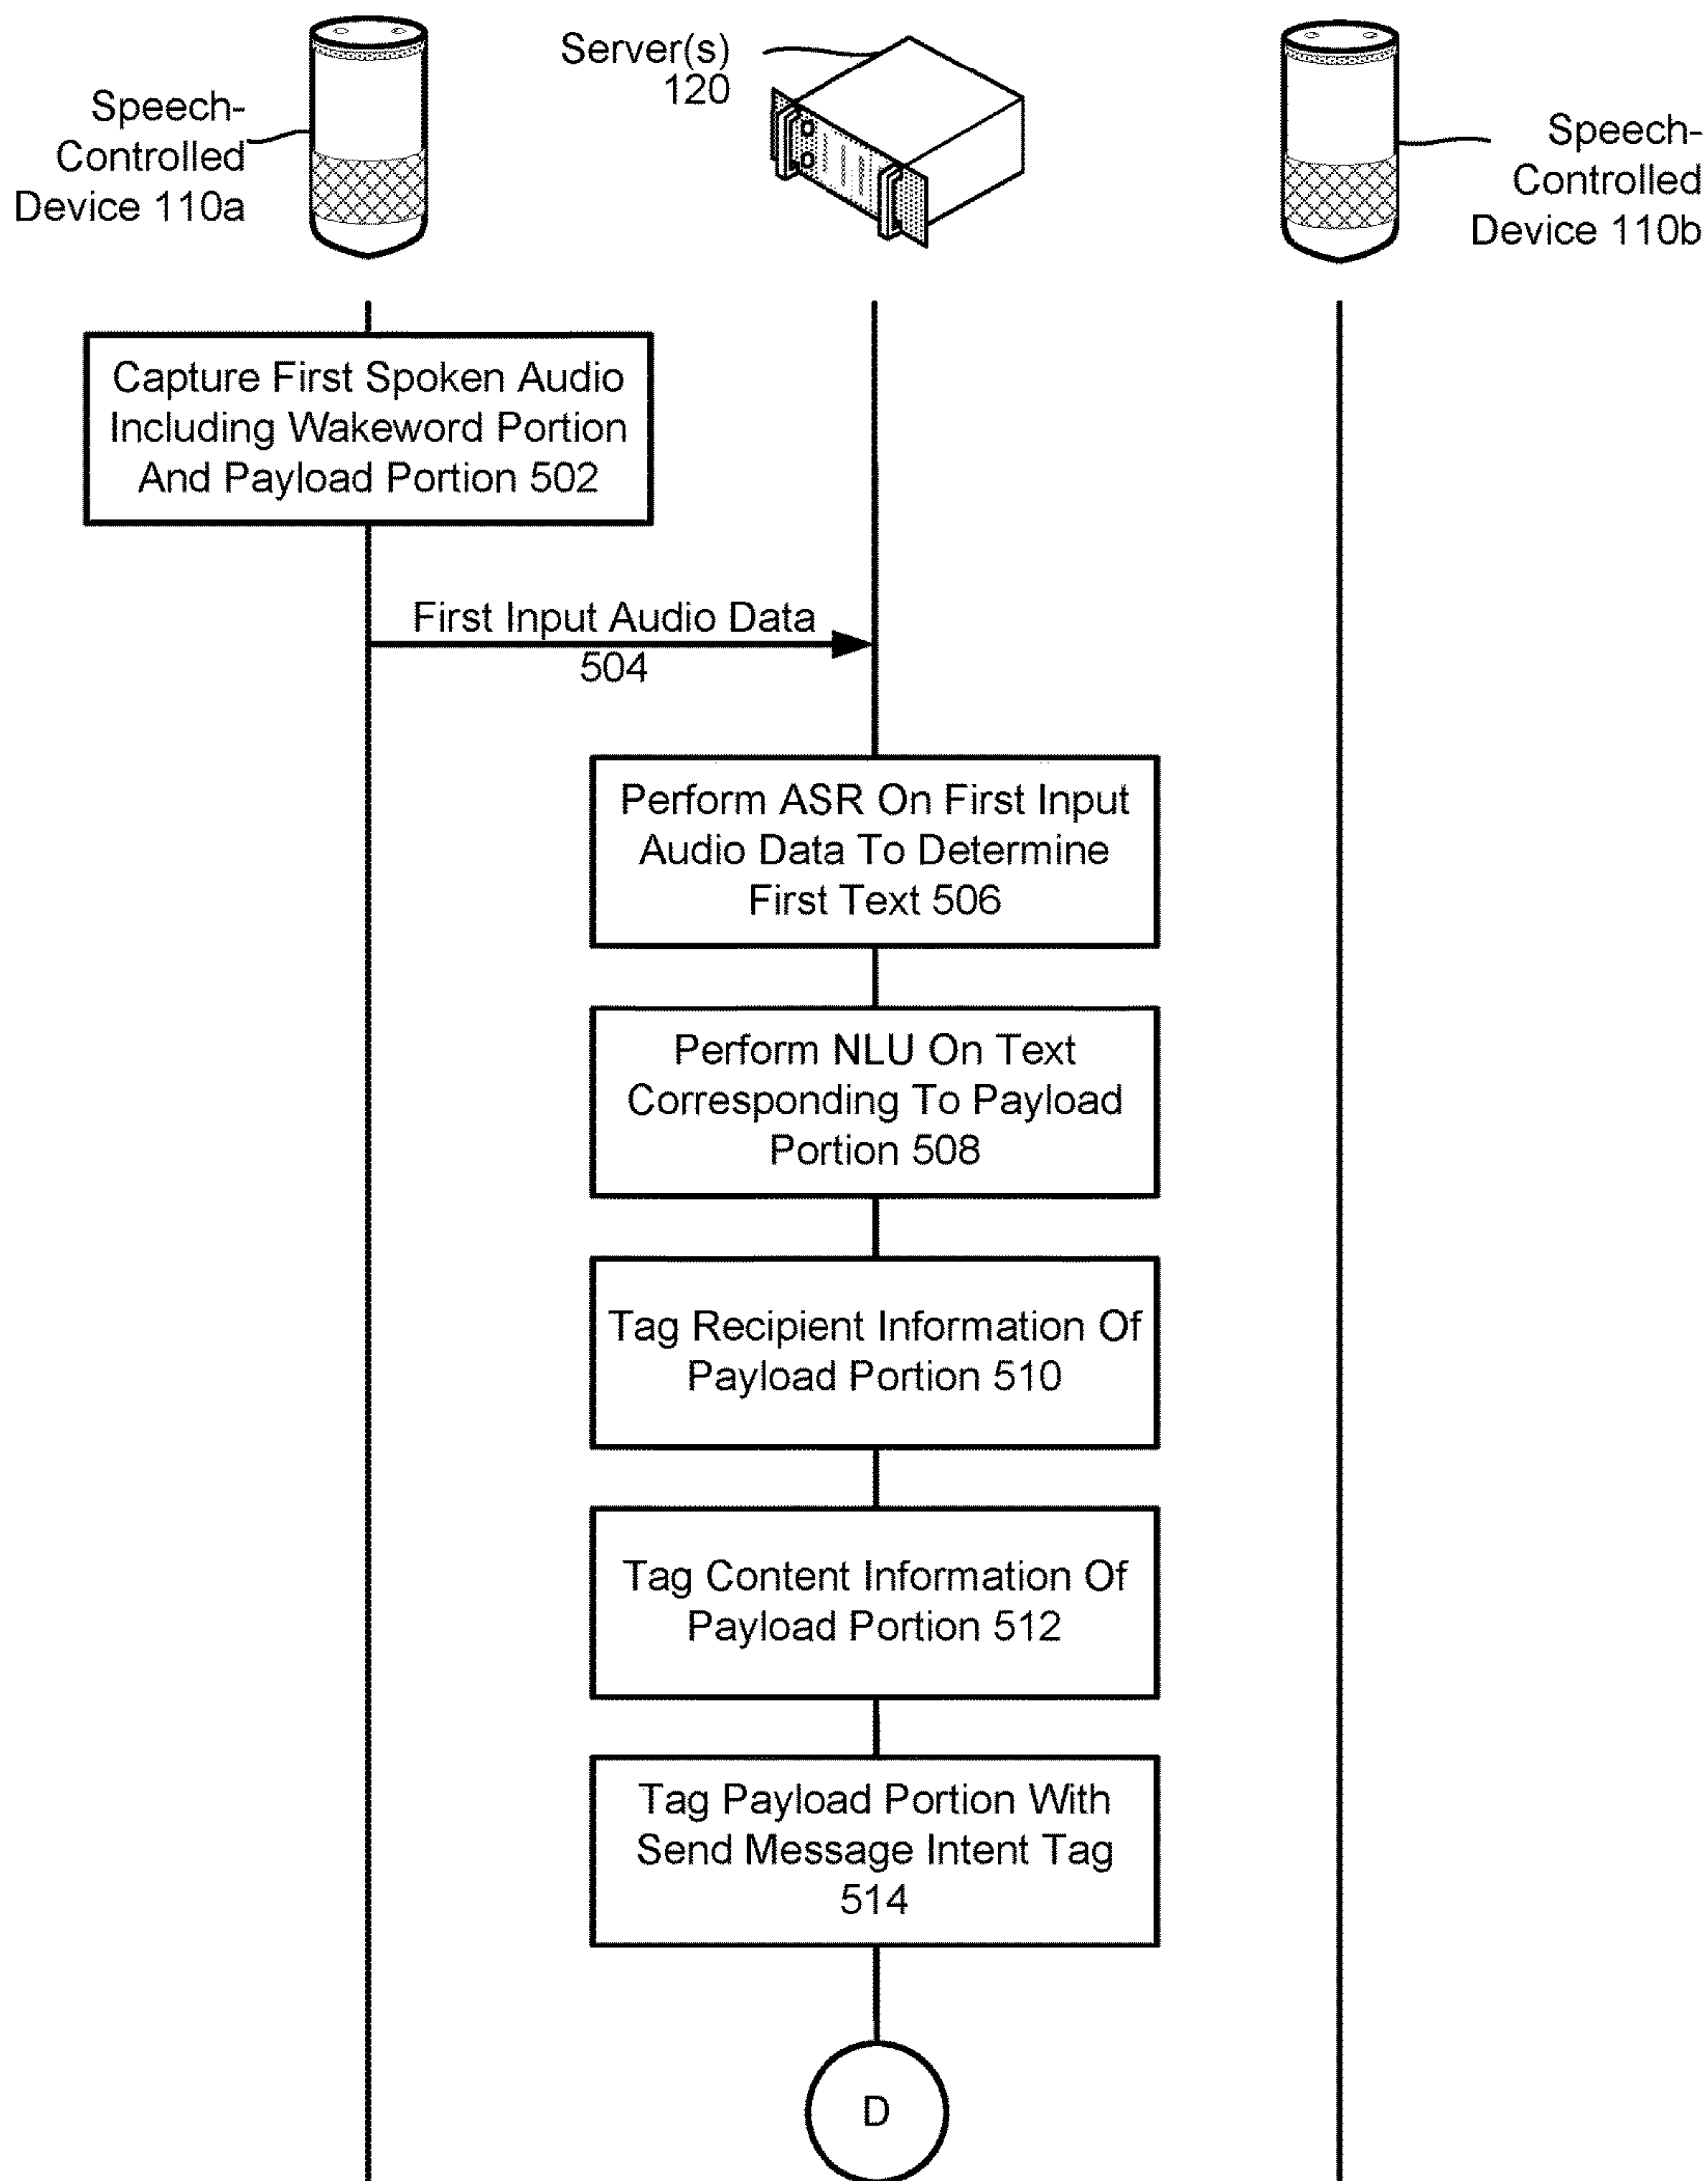 Speech-
Controlled
Device 110a
Server(s)
120
Speech-
Controlled
Device 110b
Capture First Spoken Audio
Including Wakeword Portion
And Payload Portion 502
First Input Audio Data
504
Perform ASR On First Input
Audio Data To Determine
First Text 506
Perform NLU On Text
Corresponding To Payload
Portion 508
Tag Recipient Information Of
Payload Portion 510
Tag Content Information Of
Payload Portion 512
Tag Payload Portion With
Send Message Intent Tag
514
D